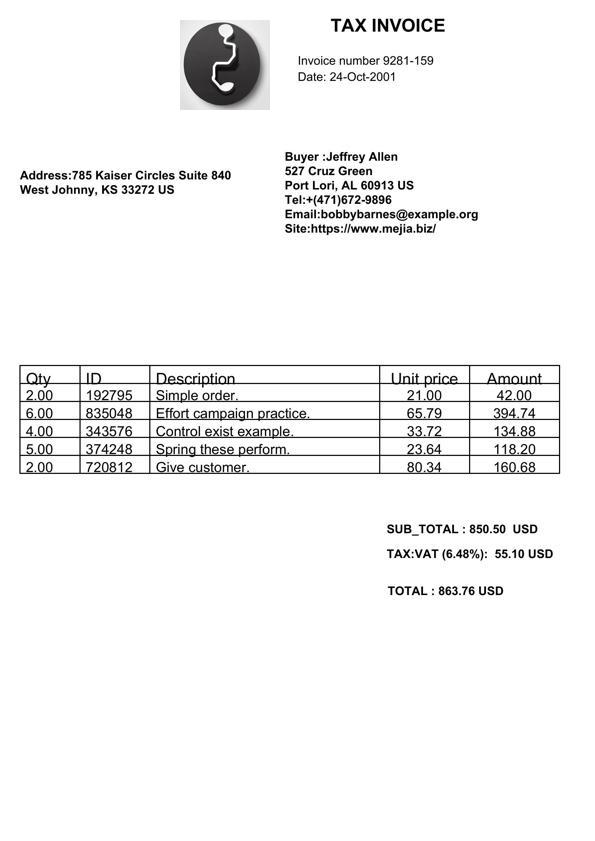 TAX INVOICE
Invoice number 9281-159
Date: 24-Oct-2001
Address:785 Kaiser Circles Suite 840
West Johnny, KS 33272 US
Buyer :Jeffrey Allen
527 Cruz Green
Port Lori, AL 60913 US
Tel:+(471)672-9896
Email:bobbybarnes@example.org
Site:https://www.mejia.biz/
Qty ID Description Unit price Amount
2.00 192795 Simple order. 21.00 42.00
6.00 835048 Effort campaign practice. 65.79 394.74
4.00 343576 Control exist example. 33.72 134.88
5.00 374248 Spring these perform. 23.64 118.20
2.00 720812 Give customer. 80.34 160.68
SUB_TOTAL : 850.50 USD
TAX:VAT (6.48%): 55.10 USD
TOTAL : 863.76 USD